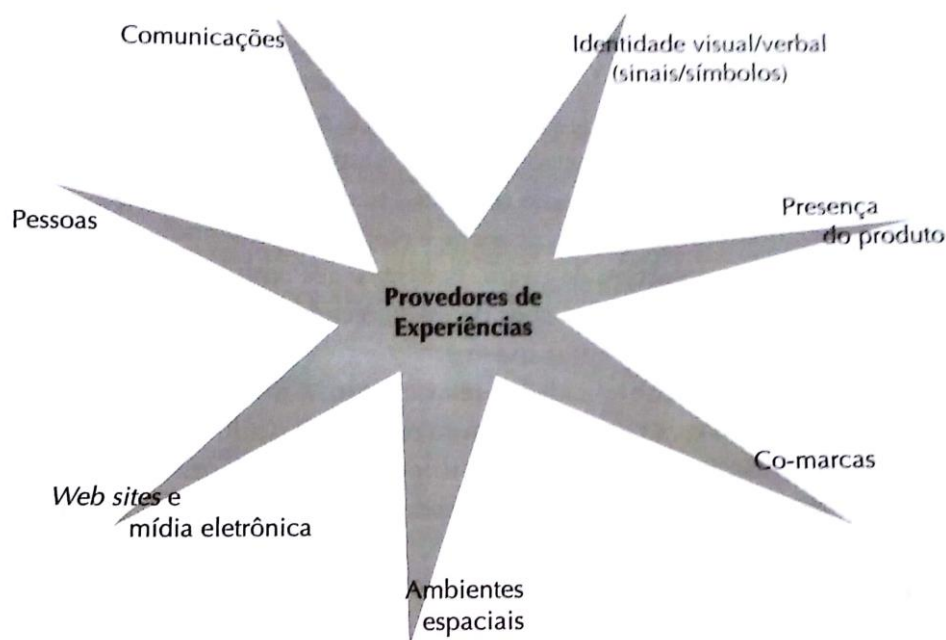 Comunicações
Identidade visual/verbal
(sinais/símbolos)
Pessoas
Presença
do produto
Provedores de
Experiências
Co-marcas
Web sites e
mídia eletrônica
Ambientes
espaciais